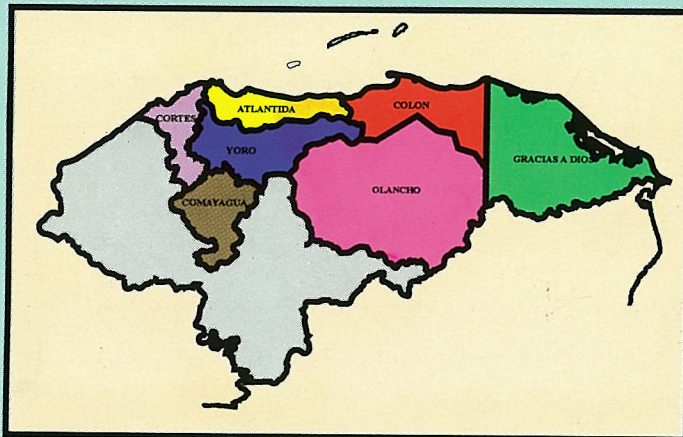 ATLANTIDA
COLON
CORTES
YORO
GRACIAS A DIOS
OLANCHO
COMAYAGUA